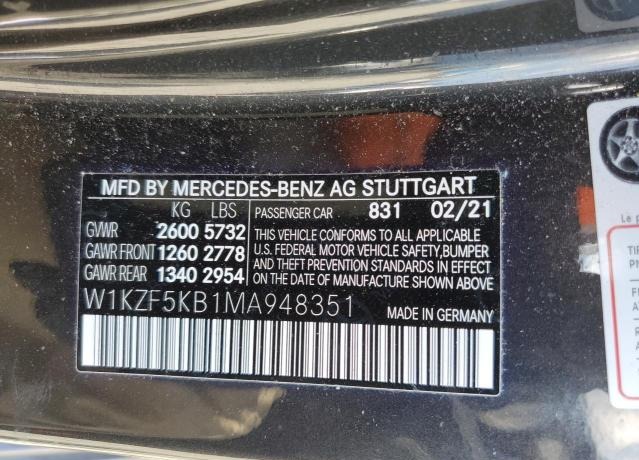 MFD BY MERCEDES-BENZ AG STUTTGART
KG LBS
GVWR 2600 5732
GAWR FRONT 1260 2778
GAWR REAR 1340 2954
PASSENGER CAR 831 02/21
THIS VEHICLE CONFORMS TO ALL APPLICABLE
U.S. FEDERAL MOTOR VEHICLE SAFETY,BUMPER
AND THEFT PREVENTION STANDARDS IN EFFECT
ON THE DATE OF MANUFACTURE SHOWN ABOVE.
W1KZF5KB1MA948351 MADE IN GERMANY
Le